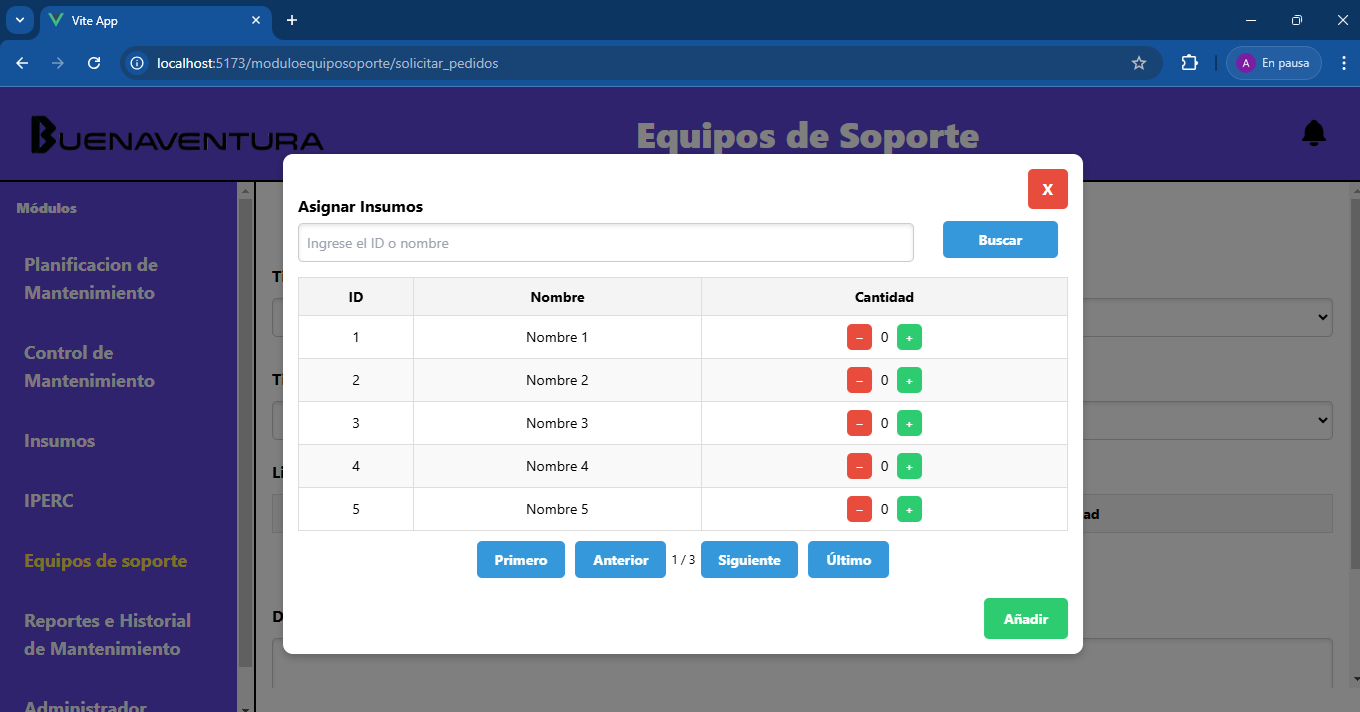 Vite App
localhost:5173/moduloequiposoporte/solicitar_pedidos
A En pausa
BUENAVENTURA
Equipos de Soporte
Módulos
Planificacion de
Mantenimiento
Control de
Mantenimiento
Insumos
IPERC
Equipos de soporte
Reportes e Historial
de Mantenimiento
Administrador
X
Asignar Insumos
Ingrese el ID o nombre
Buscar
ID Nombre Cantidad
1 Nombre 1 − 0 +
2 Nombre 2 − 0 +
3 Nombre 3 − 0 +
4 Nombre 4 − 0 +
5 Nombre 5 − 0 +
Primero Anterior 1 / 3 Siguiente Último
Añadir